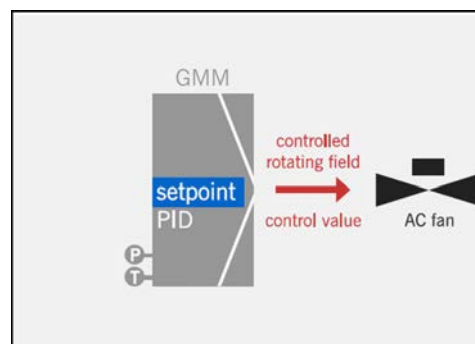 GMM
controlled
rotating field
setpoint
PID
control value
AC fan
P
T